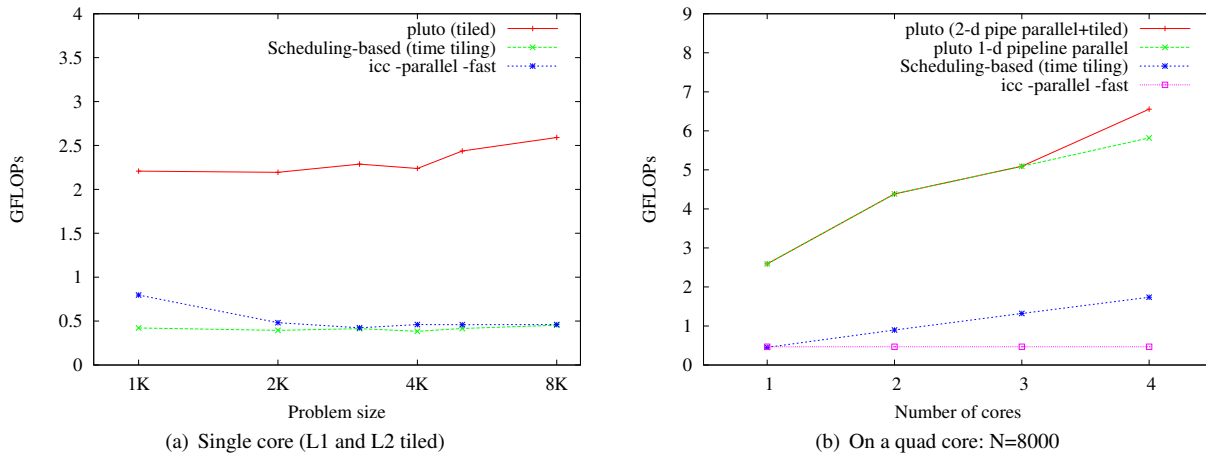 4
3.5
3
2.5
2
1.5
1
0.5
0
GFLOPs
1K
2K
4K
8K
Problem size
pluto (tiled)
Scheduling-based (time tiling)
icc -parallel -fast
(a) Single core (L1 and L2 tiled)
9
8
7
6
5
4
3
2
1
0
GFLOPs
1
2
3
4
Number of cores
pluto (2-d pipe parallel+tiled)
pluto 1-d pipeline parallel
Scheduling-based (time tiling)
icc -parallel -fast
(b) On a quad core: N=8000